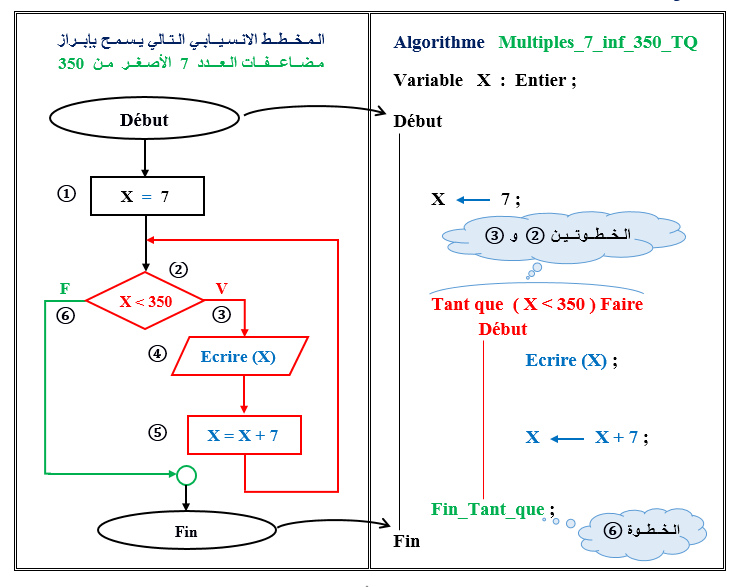 المخطط الانسيابي التالي يسمح بإبراز
مضاعفات العدد 7 الأصغر من 350
Début
①
X = 7
②
F
X < 350
V
⑥
③
④
Ecrire (X)
⑤
X = X + 7
Fin
Algorithme Multiples_7_inf_350_TQ
Variable X : Entier ;
Début
X ← 7 ;
الخطوتين ② و ③
Tant que ( X < 350 ) Faire
Début
Ecrire (X) ;
X ← X + 7 ;
Fin_Tant_que ;
الخطوة ⑥
Fin